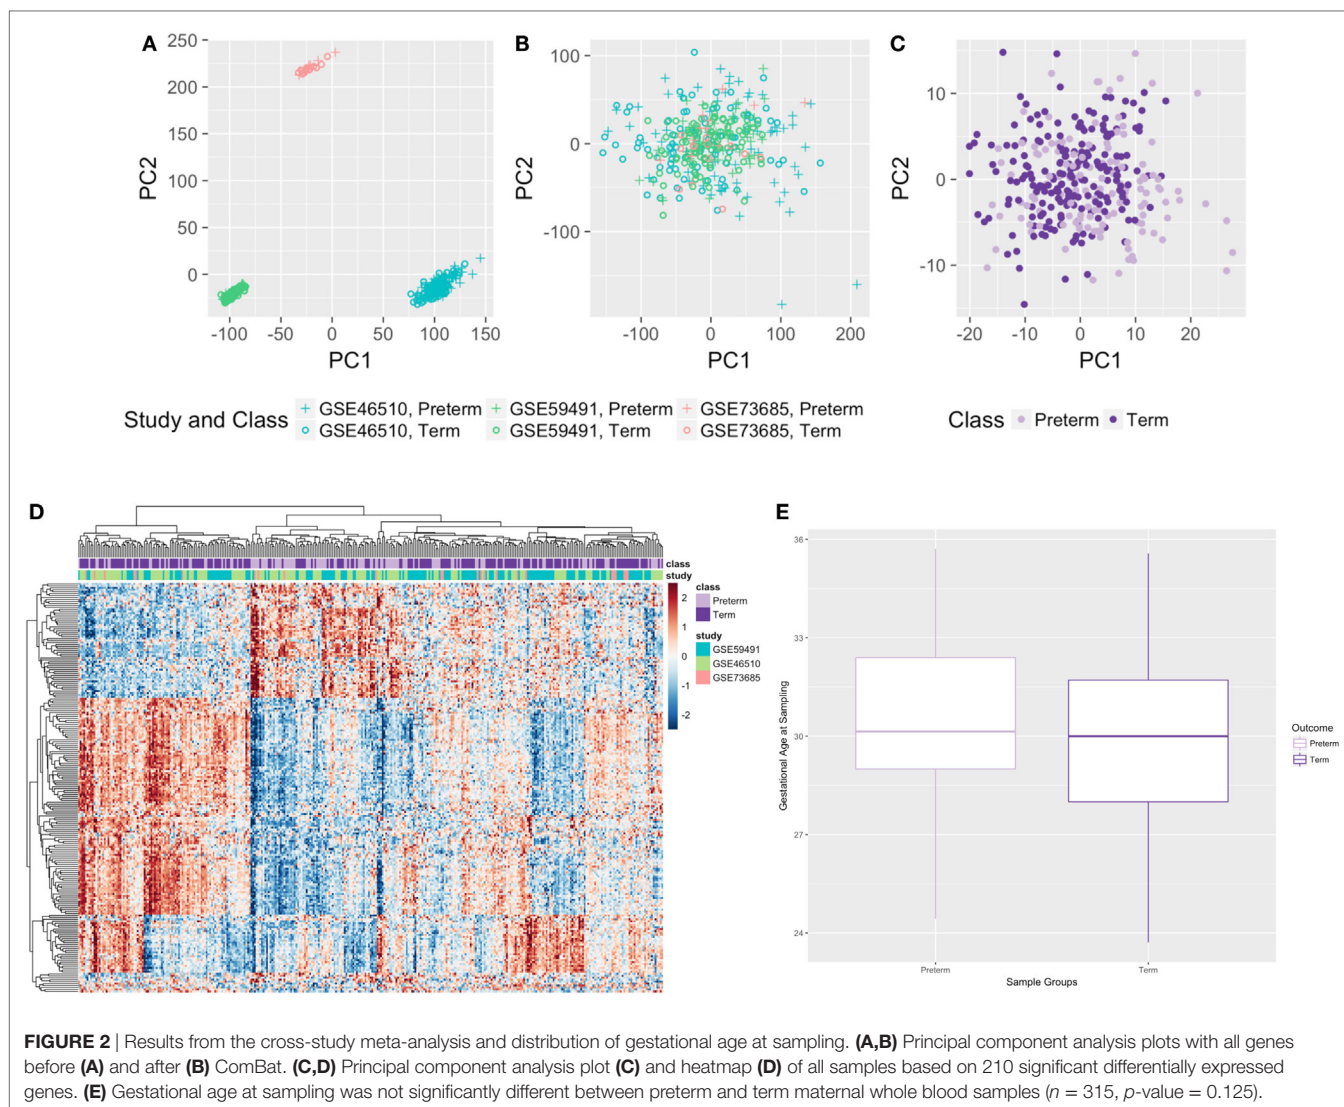 A
B
C
250
200
150
100
50
0
PC2
-100
-50
0
50
100
150
PC1
100
0
-100
PC2
-100
0
100
200
PC1
10
0
-10
PC2
-20
-10
0
10
20
PC1
Study and Class
GSE46510, Preterm
GSE59491, Preterm
GSE73685, Preterm
GSE46510, Term
GSE59491, Term
GSE73685, Term
Class
Preterm
Term
D
class
study
2
1
0
-1
-2
class
Preterm
Term
study
GSE59491
GSE46510
GSE73685
E
36
33
30
27
24
Gestational Age at Sampling
Preterm
Term
Sample Groups
Outcome
Preterm
Term
FIGURE 2 | Results from the cross-study meta-analysis and distribution of gestational age at sampling. (A,B) Principal component analysis plots with all genes
before (A) and after (B) ComBat. (C,D) Principal component analysis plot (C) and heatmap (D) of all samples based on 210 significant differentially expressed
genes. (E) Gestational age at sampling was not significantly different between preterm and term maternal whole blood samples (n = 315, p-value = 0.125).